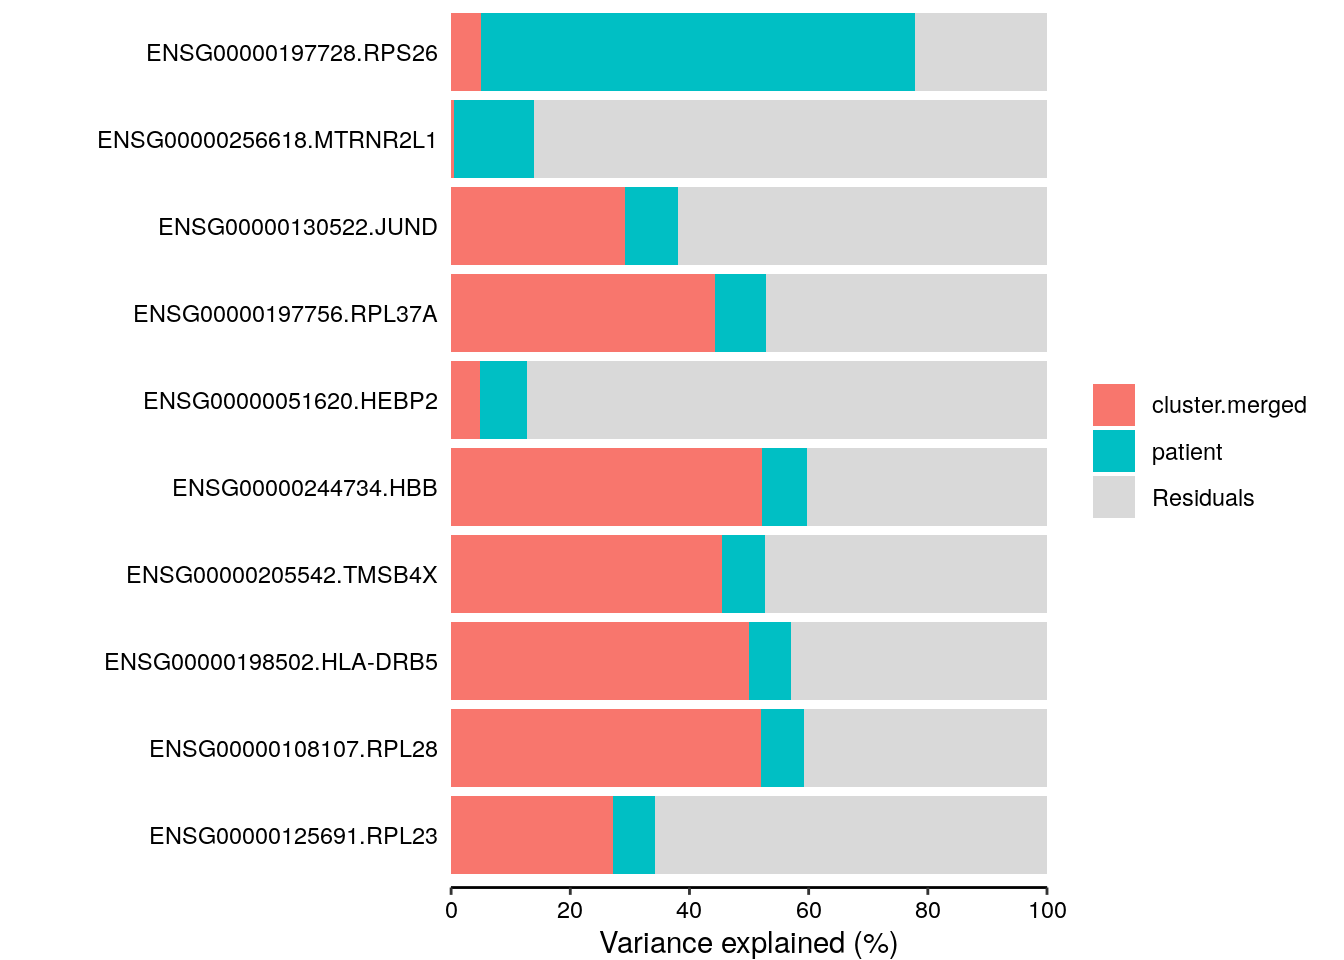 ENSG00000197728.RPS26
ENSG00000256618.MTRNR2L1
ENSG00000130522.JUND
ENSG00000197756.RPL37A
ENSG00000051620.HEBP2
ENSG00000244734.HBB
ENSG00000205542.TMSB4X
ENSG00000198502.HLA-DRB5
ENSG00000108107.RPL28
ENSG00000125691.RPL23
0 20 40 60 80 100
Variance explained (%)
cluster.merged
patient
Residuals